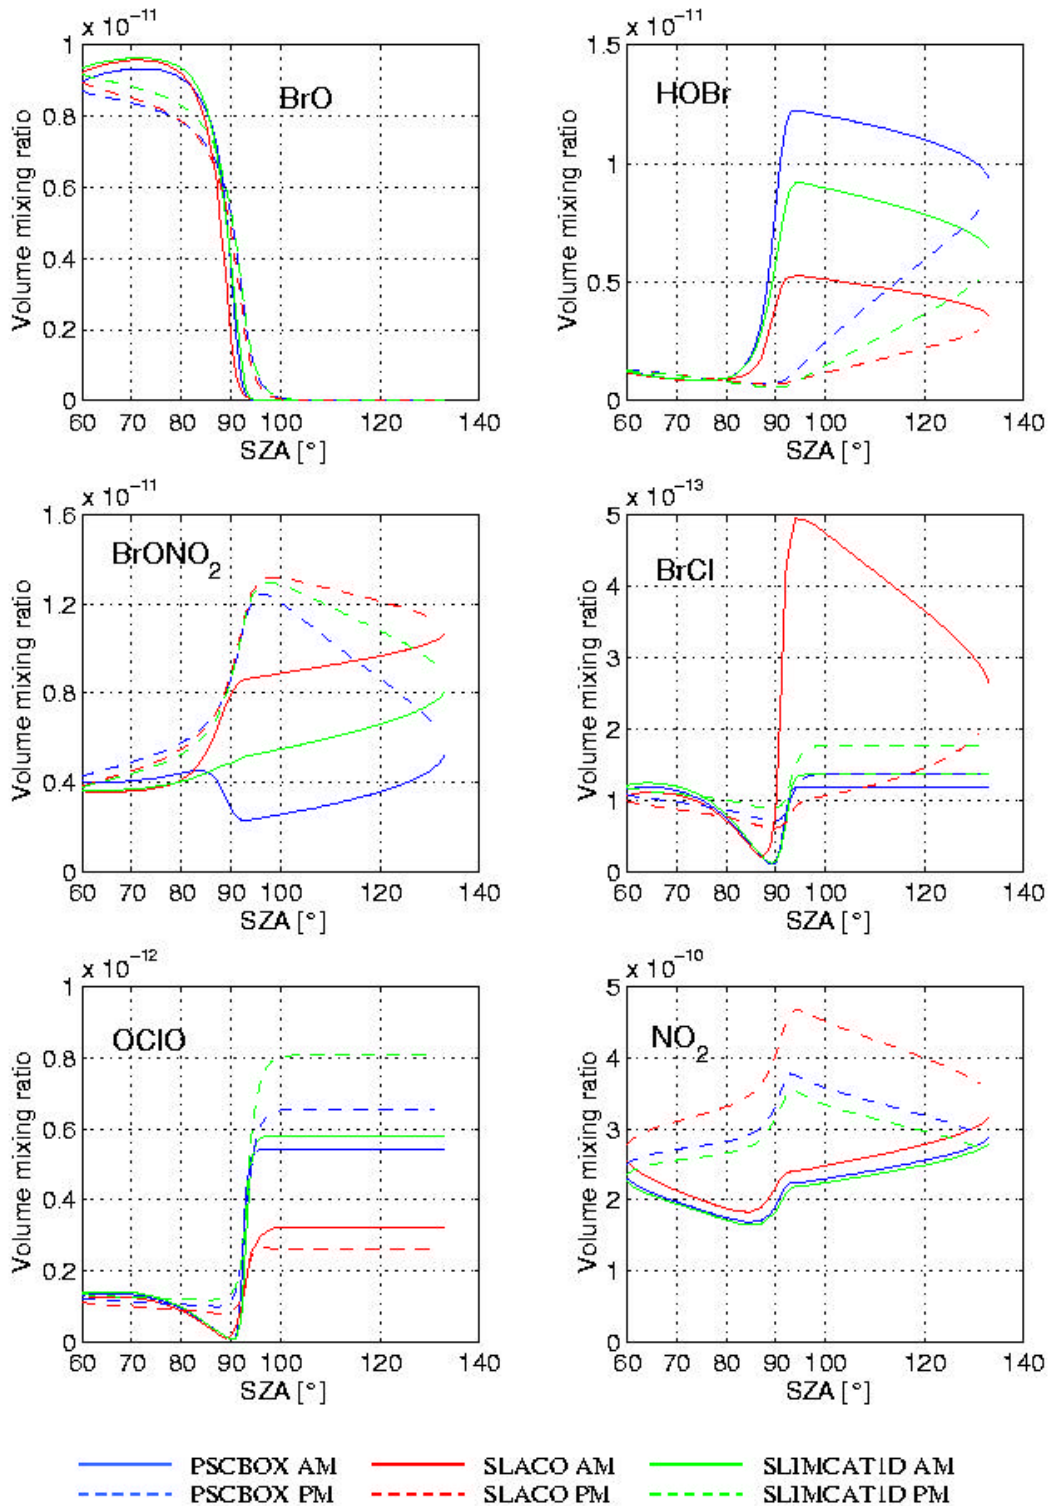 x 10⁻¹¹
x 10⁻¹¹
1
0.8
0.6
0.4
0.2
0
Volume mixing ratio
BrO
60 70 80 90 100 120 140
SZA [°]
1.5
1
0.5
0
Volume mixing ratio
HOBr
60 70 80 90 100 120 140
SZA [°]
x 10⁻¹¹
1.6
1.2
0.8
0.4
0
Volume mixing ratio
BrONO₂
60 70 80 90 100 120 140
SZA [°]
x 10⁻¹³
5
4
3
2
1
0
Volume mixing ratio
BrCl
60 70 80 90 100 120 140
SZA [°]
x 10⁻¹²
1
0.8
0.6
0.4
0.2
0
Volume mixing ratio
OClO
60 70 80 90 100 120 140
SZA [°]
x 10⁻¹⁰
5
4
3
2
1
0
Volume mixing ratio
NO₂
60 70 80 90 100 120 140
SZA [°]
PSCBOX AM SLACO AM SLIMCAT1D AM
PSCBOX PM SLACO PM SLIMCAT1D PM